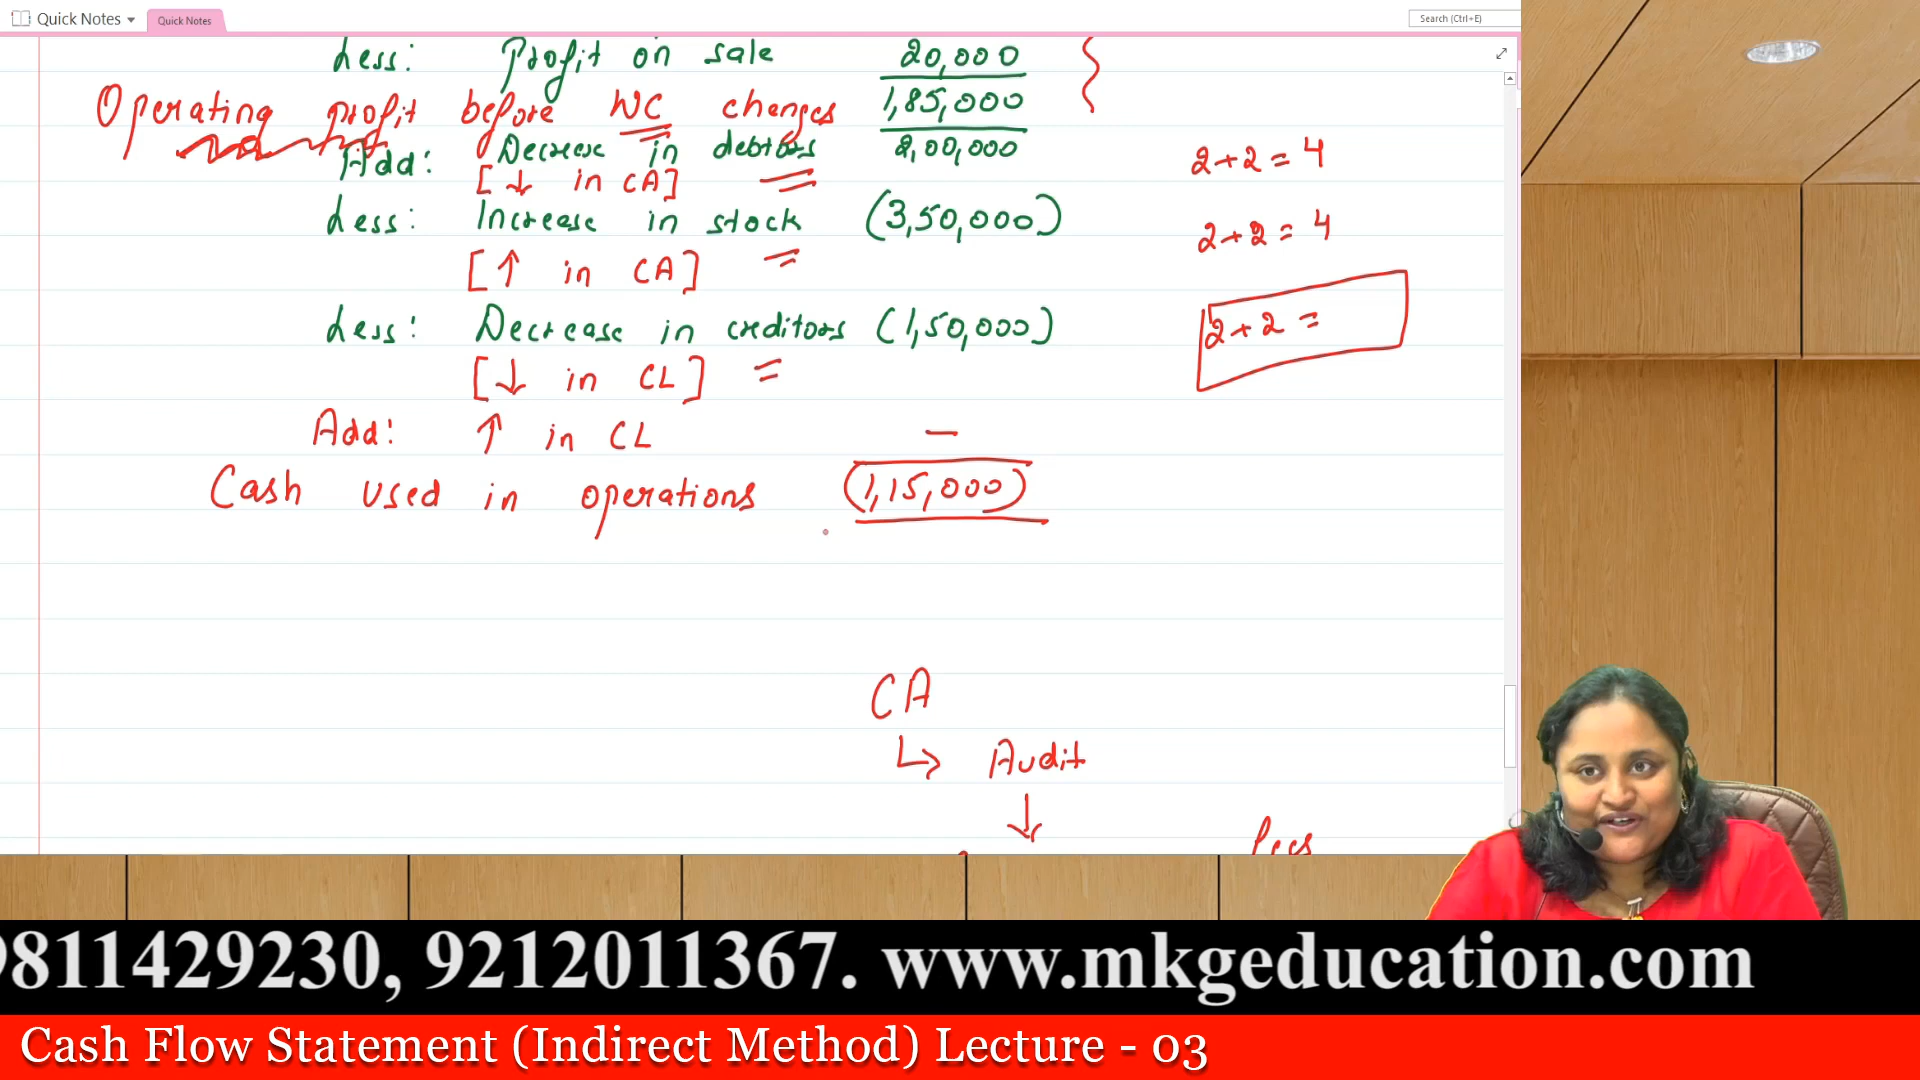 Quick Notes
Quick Notes
Search (Ctrl+E)
Less: Profit on sale 20,000
Operating profit before WC changes 1,85,000
Add: Decrease in debtors 2,00,000
[↓ in CA]
Less: Increase in stock (3,50,000)
[↑ in CA]
Less: Decrease in creditors (1,50,000)
[↓ in CL]
Add: ↑ in CL —
Cash used in operations (1,15,000)
2+2=4
2+2=4
2+2=
CA
↳ Audit
↓
9811429230, 9212011367. www.mkgeducation.com
Cash Flow Statement (Indirect Method) Lecture - 03